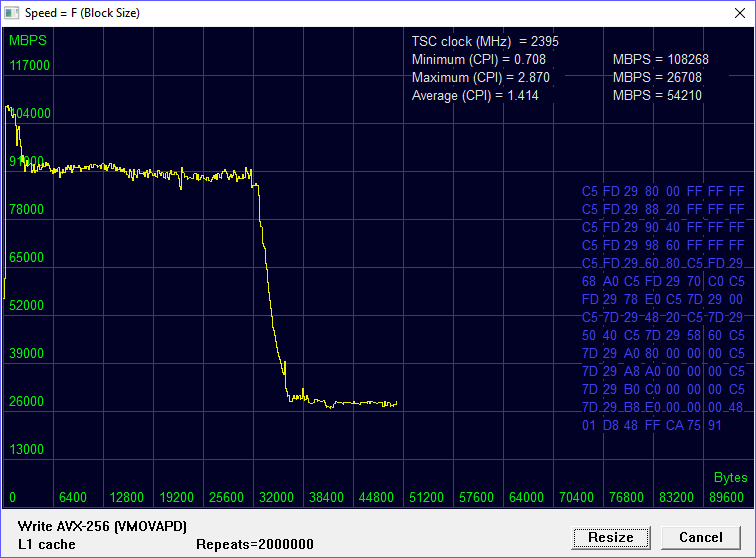 Speed = F (Block Size)
MBPS
117000
104000
91000
78000
65000
52000
39000
26000
13000
TSC clock (MHz) = 2395
Minimum (CPI) = 0.708 MBPS = 108268
Maximum (CPI) = 2.870 MBPS = 26708
Average (CPI) = 1.414 MBPS = 54210
C5 FD 29 80 00 FF FF FF
C5 FD 29 88 20 FF FF FF
C5 FD 29 90 40 FF FF FF
C5 FD 29 98 60 FF FF FF
C5 FD 29 60 80 C5 FD 29
68 A0 C5 FD 29 70 C0 C5
FD 29 78 E0 C5 7D 29 00
C5 7D 29 48 20 C5 7D 29
50 40 C5 7D 29 58 60 C5
7D 29 A0 80 00 00 00 C5
7D 29 A8 A0 00 00 00 C5
7D 29 B0 C0 00 00 00 C5
7D 29 B8 E0 00 00 00 48
01 D8 48 FF CA 75 91
Bytes
0 6400 12800 19200 25600 32000 38400 44800 51200 57600 64000 70400 76800 83200 89600
Write AVX-256 (VMOVAPD)
L1 cache Repeats=2000000
Resize Cancel